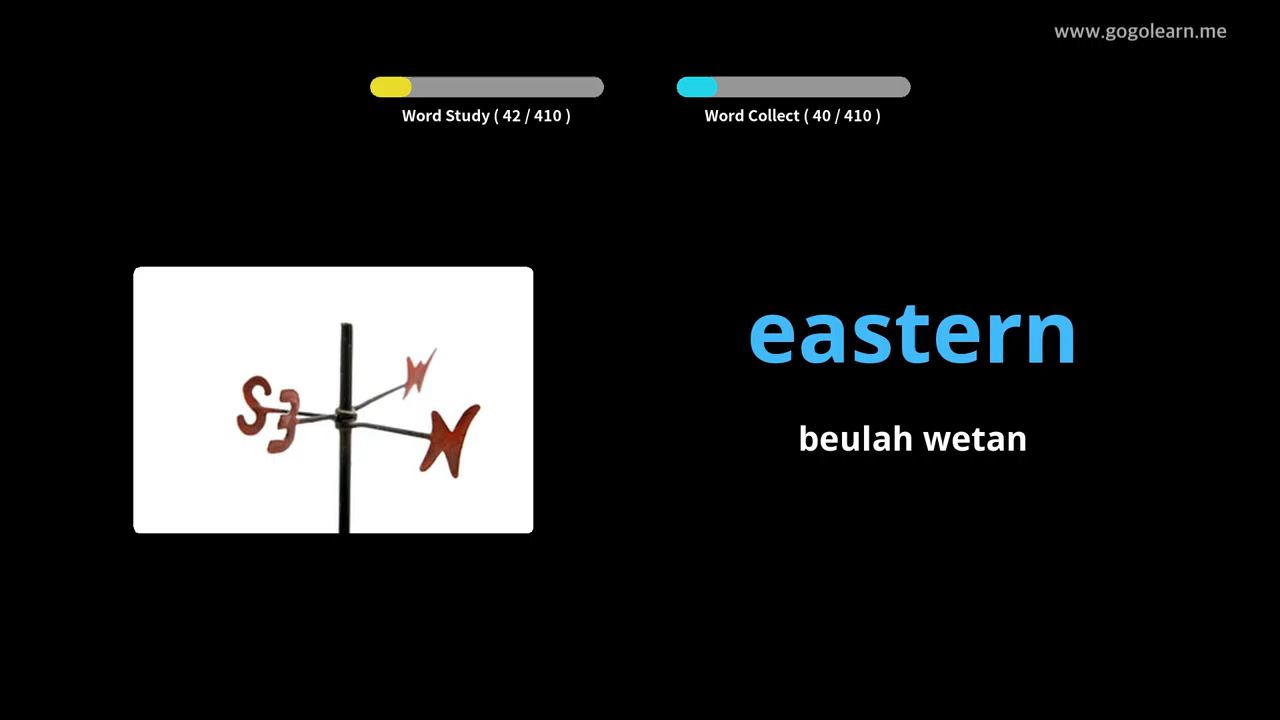 www.gogolearn.me
Word Study ( 42 / 410 )
Word Collect ( 40 / 410 )
S E N W
eastern
beulah wetan